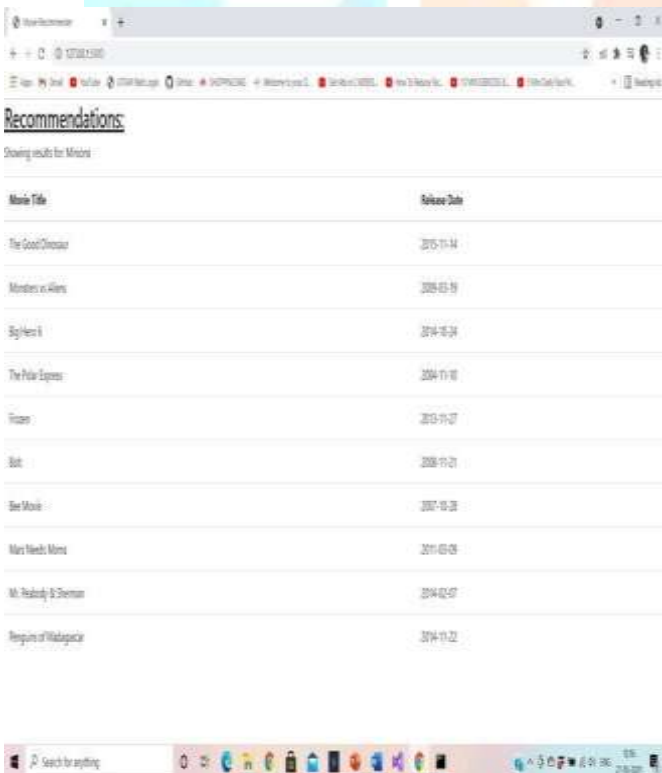 Movie Recommender
Recommendations:
Showing results for: Minions
Movie Title Release Date
The Good Dinosaur 2015-11-14
Monsters vs Aliens 2009-03-19
Big Hero 6 2014-10-24
The Polar Express 2004-11-10
Frozen 2013-11-27
Bolt 2008-11-21
Bee Movie 2007-10-28
Mars Needs Moms 2011-03-09
Mr. Peabody & Sherman 2014-02-07
Penguins of Madagascar 2014-11-22
Search for anything